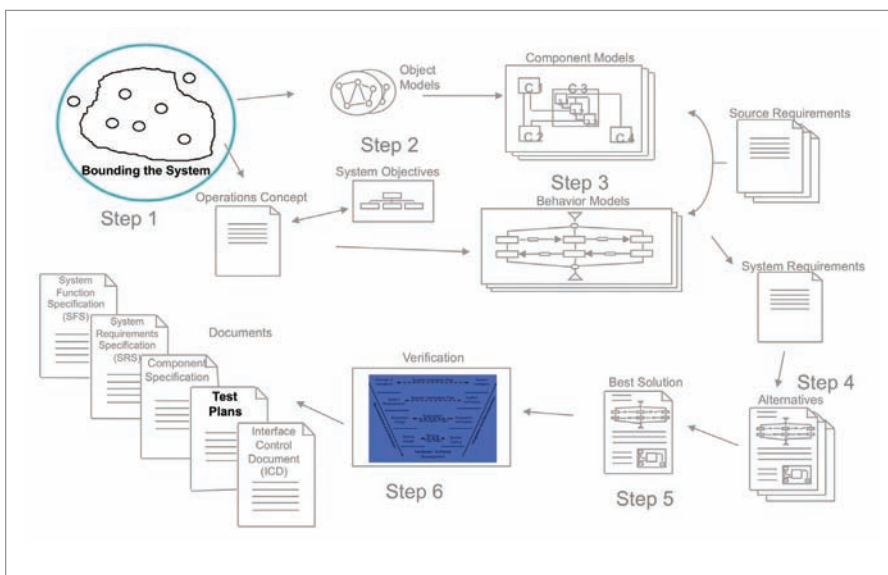 Bounding the System
Step 1
Object
Models
Step 2
Component Models
C.1
C 3
C.2
C.4
Step 3
Source Requirements
Operations Concept
System Objectives
Behavior Models
System Requirements
Step 4
Alternatives
Best Solution
Step 5
Verification
Step 6
Documents
System
Function
Specification
(SFS)
System
Requirements
Specification
(SRS)
Component
Specification
Test
Plans
Interface
Control
Document
(ICD)